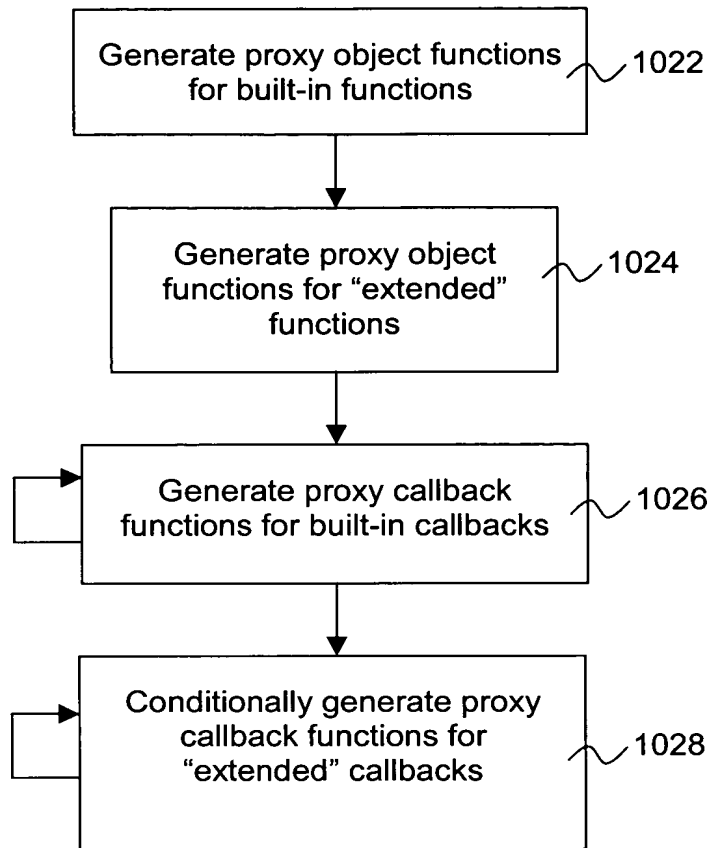 Generate proxy object functions
for built-in functions
1022
Generate proxy object
functions for “extended”
functions
1024
Generate proxy callback
functions for built-in callbacks
1026
Conditionally generate proxy
callback functions for
“extended” callbacks
1028